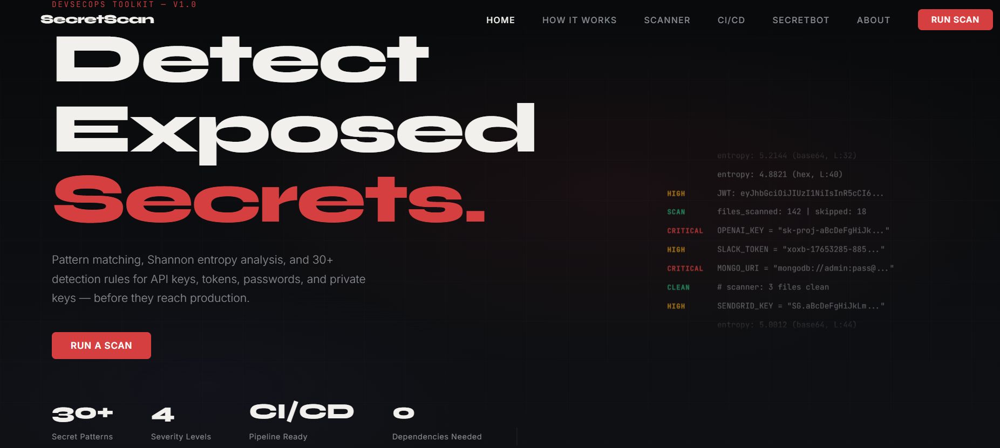 DEVSECOPS TOOLKIT — V1.0
SecretScan
HOME
HOW IT WORKS
SCANNER
CI/CD
SECRETBOT
ABOUT
RUN SCAN
Detect
Exposed
Secrets.
Pattern matching, Shannon entropy analysis, and 30+
detection rules for API keys, tokens, passwords, and private
keys — before they reach production.
RUN A SCAN
30+
Secret Patterns
4
Severity Levels
CI/CD
Pipeline Ready
0
Dependencies Needed
entropy: 5.2144 (base64, L:32)
entropy: 4.8821 (hex, L:40)
HIGH JWT: eyJhbGciOiJIUzI1NiIsInR5cCI6...
SCAN files_scanned: 142 | skipped: 18
CRITICAL OPENAI_KEY = "sk-proj-aBcDeFgHiJk..."
HIGH SLACK_TOKEN = "xoxb-17653285-885..."
CRITICAL MONGO_URI = "mongodb://admin:pass@..."
CLEAN # scanner: 3 files clean
HIGH SENDGRID_KEY = "SG.aBcDeFgHiJkLm..."
entropy: 5.0012 (base64, L:44)